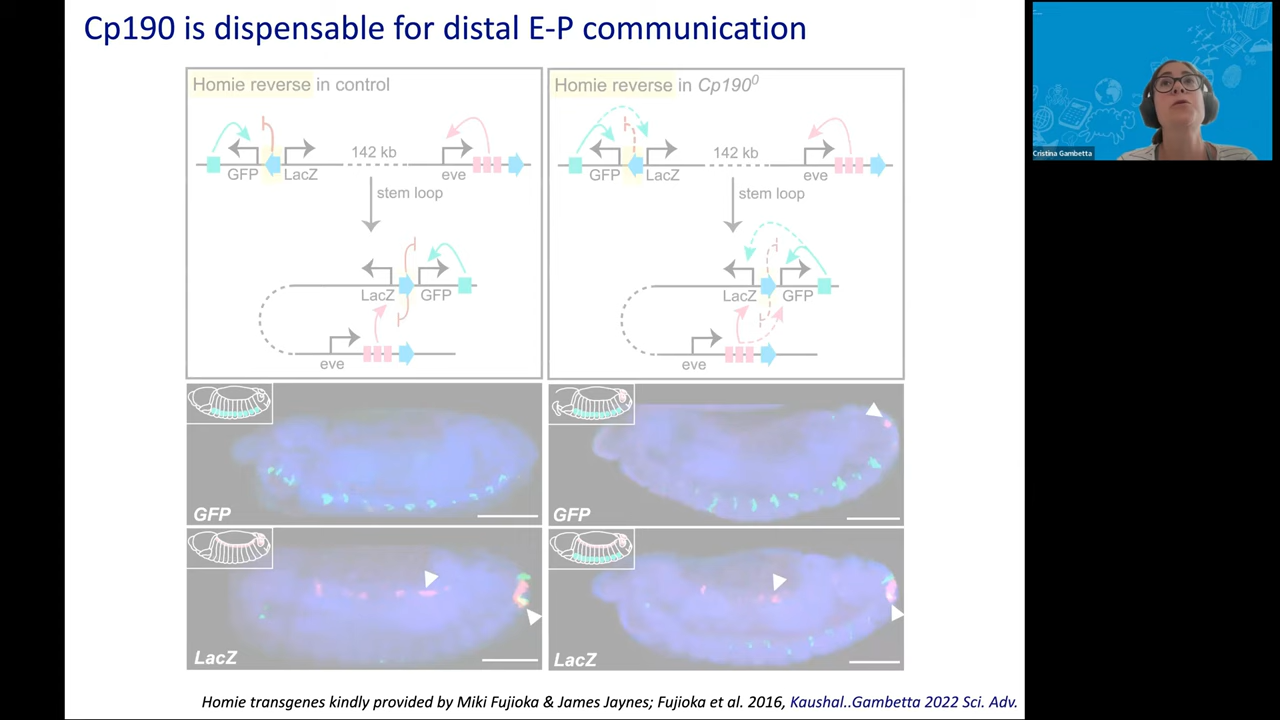 Cp190 is dispensable for distal E-P communication
Homie reverse in control
142 kb
GFP
LacZ
eve
stem loop
LacZ
GFP
eve
Homie reverse in Cp190⁰
142 kb
GFP
LacZ
eve
stem loop
LacZ
GFP
eve
GFP
GFP
LacZ
LacZ
Homie transgenes kindly provided by Miki Fujioka & James Jaynes; Fujioka et al. 2016, Kaushal..Gambetta 2022 Sci. Adv.
Cristina Gambetta